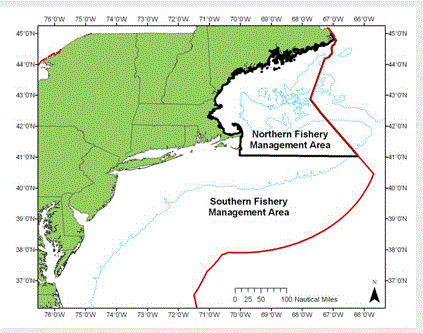 76°0'W 75°0'W 74°0'W 73°0'W 72°0'W 71°0'W 70°0'W 69°0'W 68°0'W 67°0'W 66°0'W
45°0'N 45°0'N
44°0'N 44°0'N
43°0'N 43°0'N
42°0'N 42°0'N
Northern Fishery
Management Area
41°0'N 41°0'N
40°0'N 40°0'N
Southern Fishery
Management Area
39°0'N 39°0'N
38°0'N 38°0'N
37°0'N 37°0'N
N
0 25 50 100 Nautical Miles
76°0'W 75°0'W 74°0'W 73°0'W 72°0'W 71°0'W 70°0'W 69°0'W 68°0'W 67°0'W 66°0'W